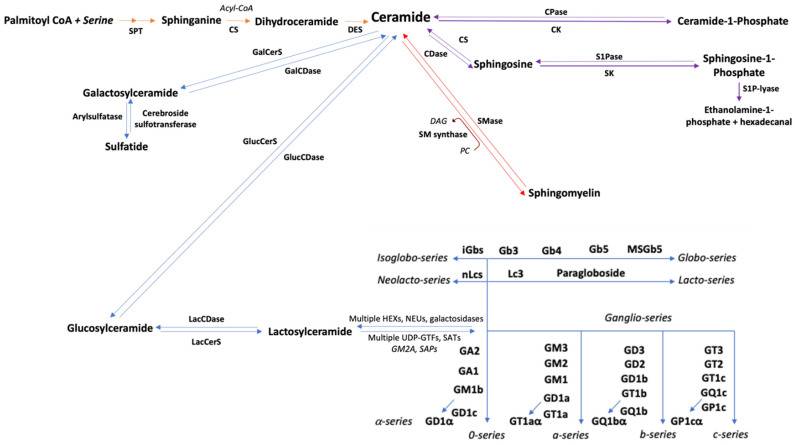 Palmitoyl CoA + Serine
SPT
Sphinganine
Acyl-CoA
CS
Dihydroceramide
DES
Ceramide
CPase
CK
Ceramide-1-Phosphate
CS
CDase
Sphingosine
S1Pase
SK
Sphingosine-1-
Phosphate
S1P-lyase
Ethanolamine-1-
phosphate + hexadecanal
GalCerS
GalCDase
Galactosylceramide
Arylsulfatase
Cerebroside
sulfotransferase
Sulfatide
GlucCerS
GlucCDase
DAG
SMase
SM synthase
PC
Sphingomyelin
Isoglobo-series
iGbs
Gb3
Gb4
Gb5
MSGb5
Globo-series
Neolacto-series
nLcs
Lc3
Paragloboside
Lacto-series
Glucosylceramide
LacCDase
LacCerS
Lactosylceramide
Multiple HEXs, NEUs, galactosidases
Multiple UDP-GTFs, SATs
GM2A, SAPs
Ganglio-series
GA2
GA1
GM1b
GD1c
GD1α
GM3
GM2
GM1
GD1a
GT1a
GT1aα
GD3
GD2
GD1b
GT1b
GQ1b
GQ1bα
GT3
GT2
GT1c
GQ1c
GP1c
GP1cα
α-series
0-series
a-series
b-series
c-series